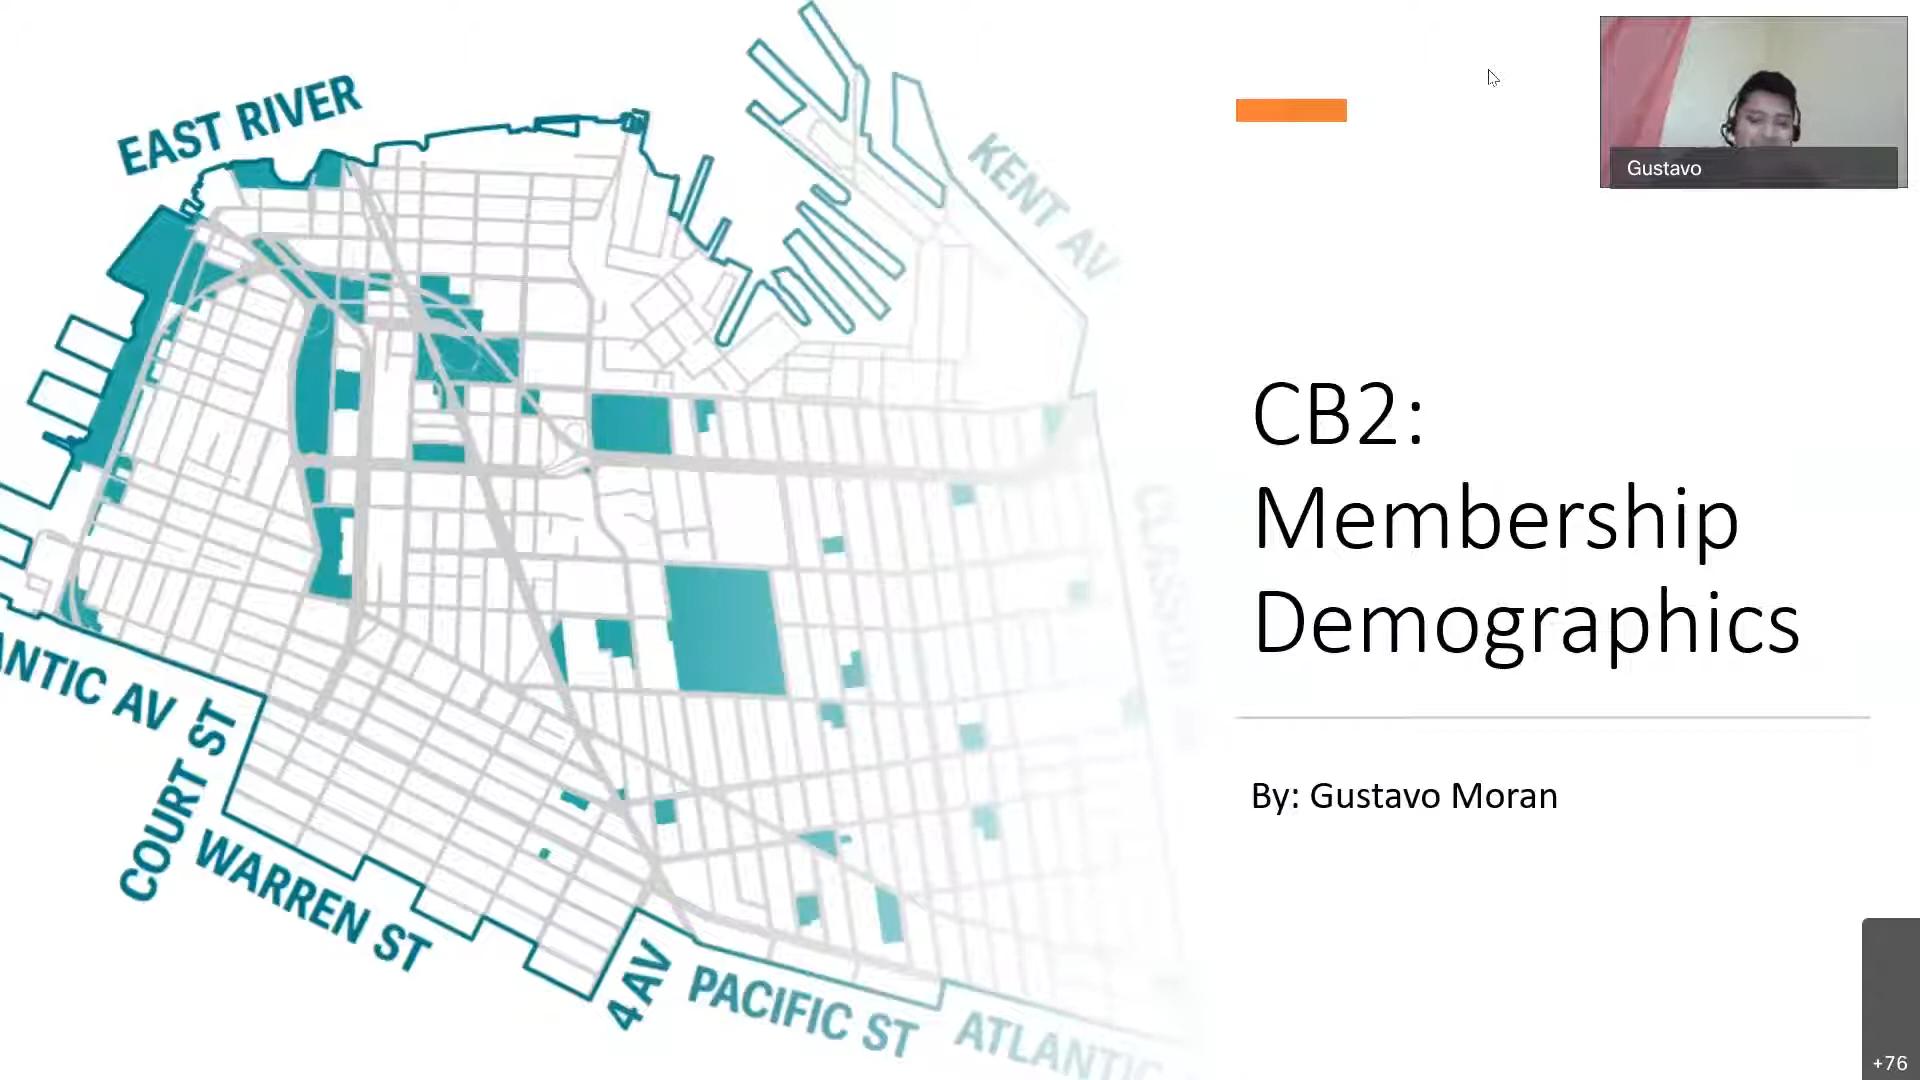 EAST RIVER
KENT AV
Gustavo
CB2:
Membership
Demographics
By: Gustavo Moran
ANTIC AV
COURT ST
WARREN ST
4 AV
PACIFIC ST
ATLANTIC
+76